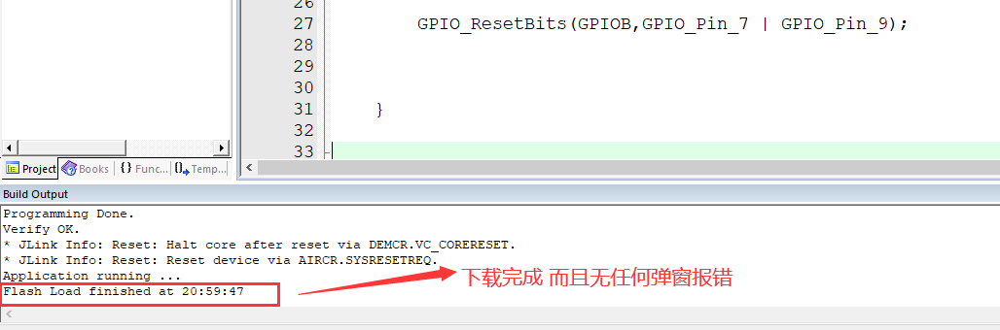 26
27 GPIO_ResetBits(GPIOB,GPIO_Pin_7 | GPIO_Pin_9);
28
29
30
31 }
32
33
Project Books {} Func... Temp...
Build Output
Programming Done.
Verify OK.
* JLink Info: Reset: Halt core after reset via DEMCR.VC_CORERESET.
* JLink Info: Reset: Reset device via AIRCR.SYSRESETREQ.
Application running ...
Flash Load finished at 20:59:47
下载完成 而且无任何弹窗报错